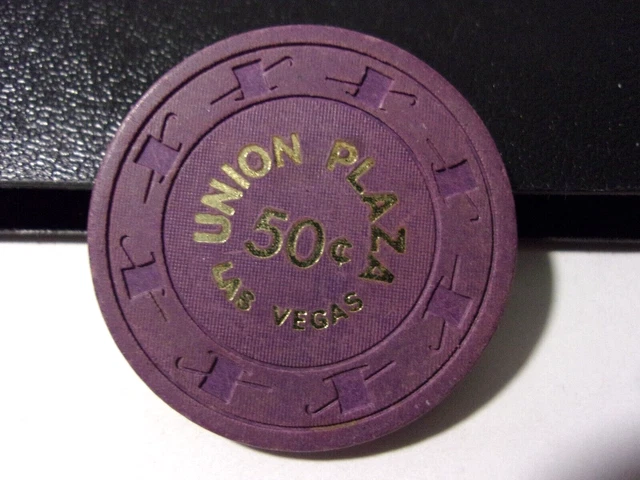 UNION PLAZA
50¢
LAS VEGAS